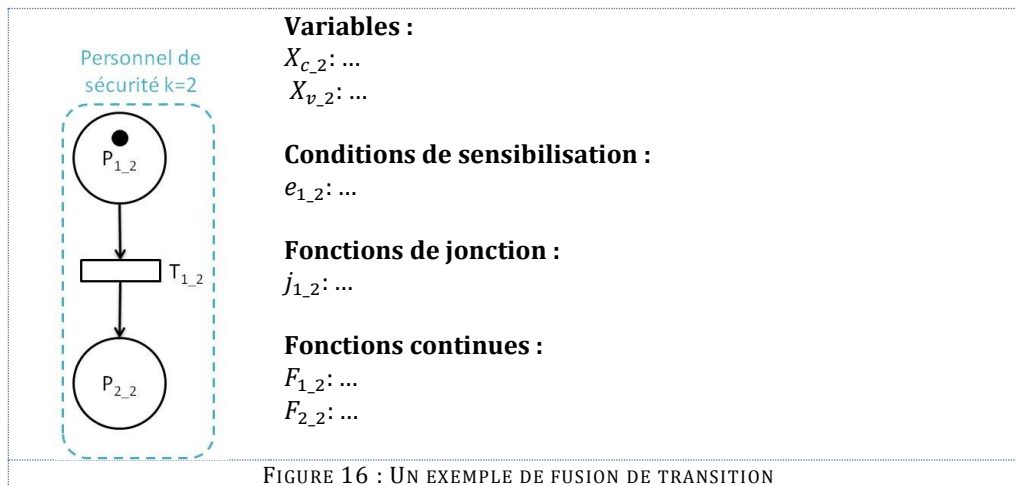 Personnel de
sécurité k=2
P1_2
T1_2
P2_2
Variables :
Xc_2: ...
Xv_2: ...
Conditions de sensibilisation :
e1_2: ...
Fonctions de jonction :
j1_2: ...
Fonctions continues :
F1_2: ...
F2_2: ...
FIGURE 16 : UN EXEMPLE DE FUSION DE TRANSITION